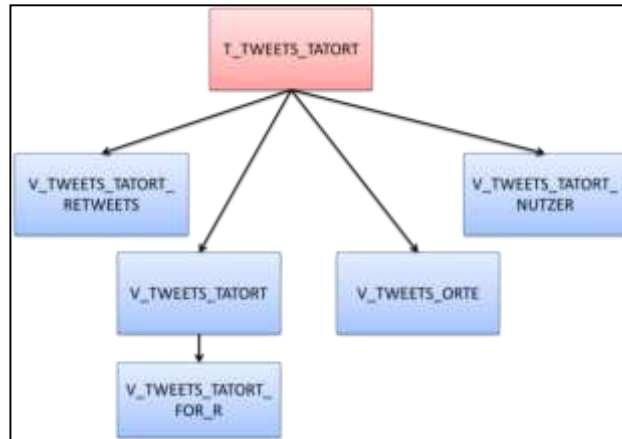 T_TWEETS_TATORT
V_TWEETS_TATORT_
RETWEETS
V_TWEETS_TATORT_
NUTZER
V_TWEETS_TATORT
V_TWEETS_ORTE
V_TWEETS_TATORT_
FOR_R